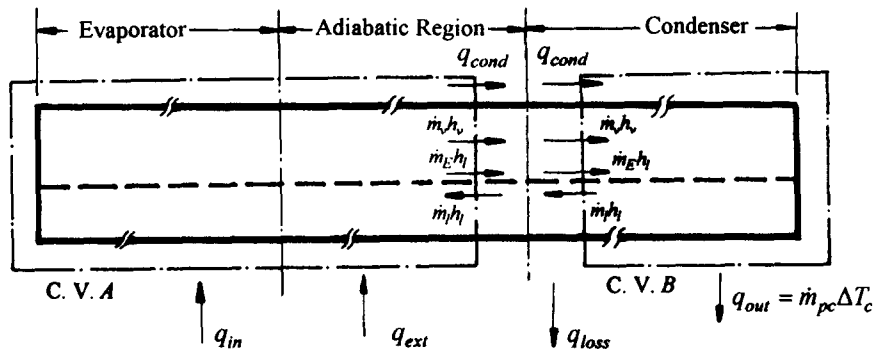 Evaporator Adiabatic Region Condenser
q_cond q_cond
ṁ_v h_v ṁ_v h_v
ṁ_E h_l ṁ_E h_l
ṁ_l h_l ṁ_l h_l
C. V. A C. V. B
q_in q_ext q_loss q_out = ṁ_pc ΔT_c